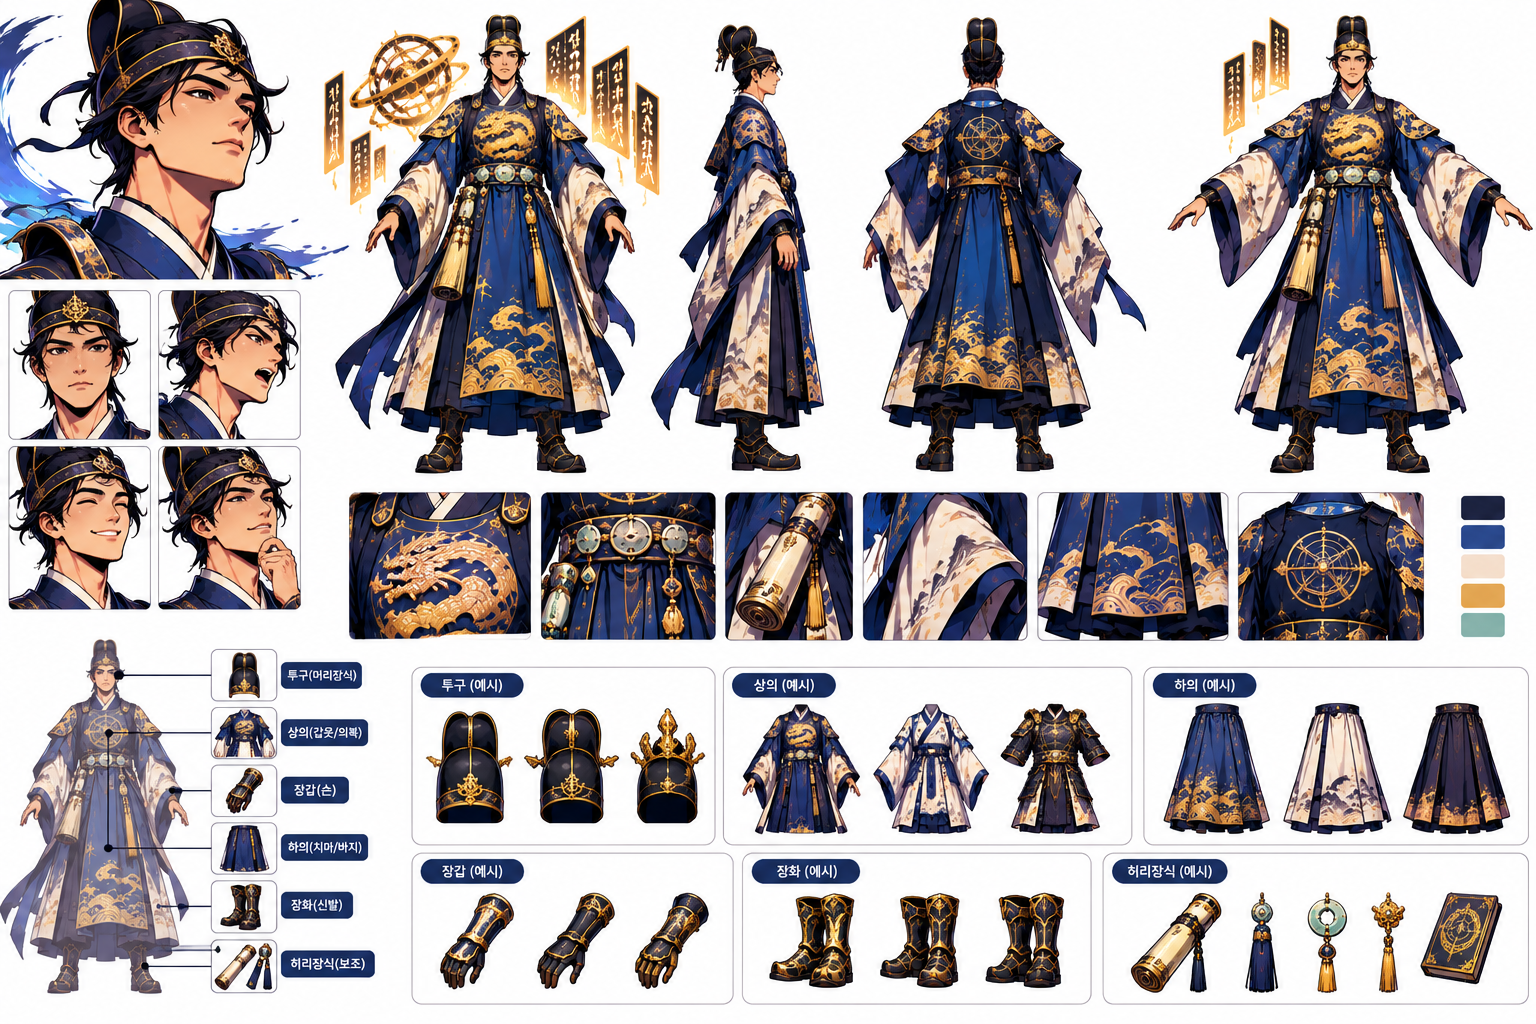 투구(머리장식)
상의(갑옷/의복)
장갑(손)
하의(치마/바지)
장화(신발)
허리장식(보조)
투구 (예시)
상의 (예시)
하의 (예시)
장갑 (예시)
장화 (예시)
허리장식 (예시)